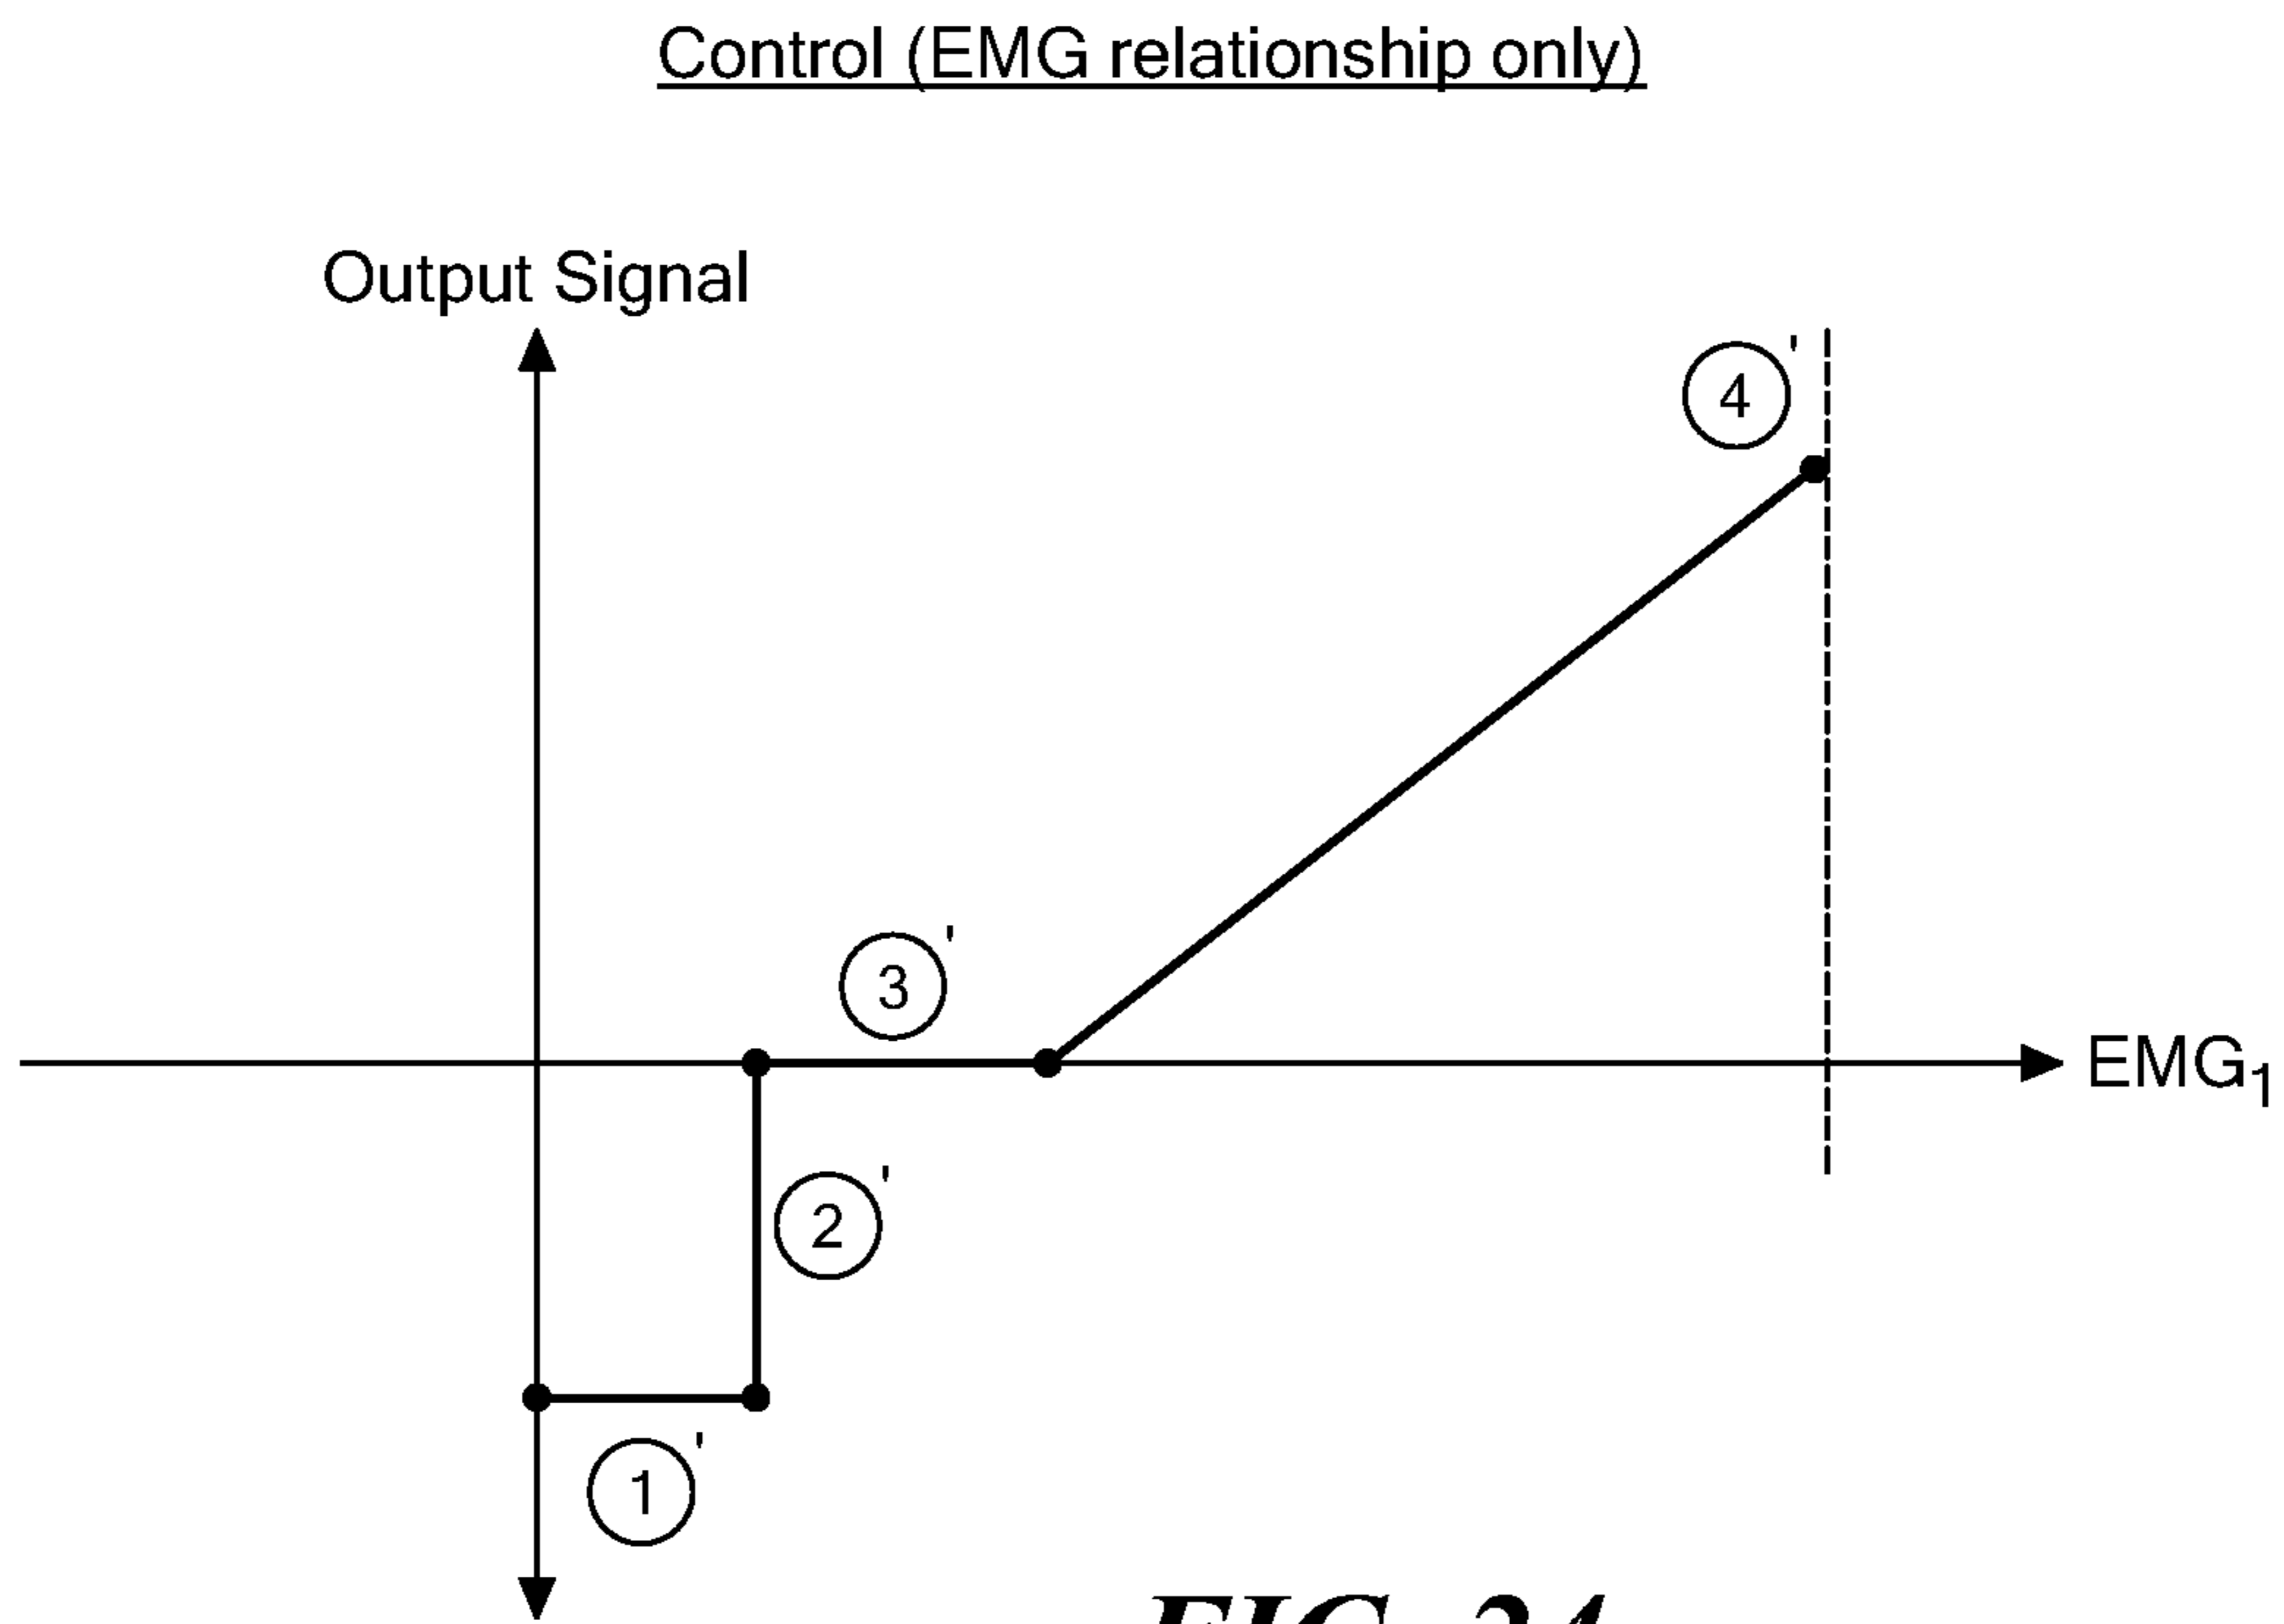 Control (EMG relationship only)
Output Signal
4'
3'
EMG1
2'
1'